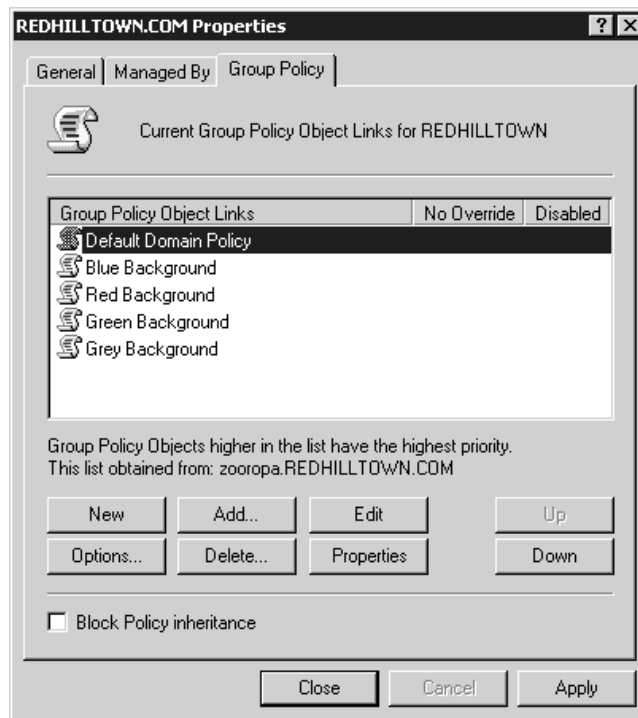 REDHILLTOWN.COM Properties
General Managed By Group Policy
Current Group Policy Object Links for REDHILLTOWN
Group Policy Object Links No Override Disabled
Default Domain Policy
Blue Background
Red Background
Green Background
Grey Background
Group Policy Objects higher in the list have the highest priority.
This list obtained from: zooropa.REDHILLTOWN.COM
New Add... Edit Up
Options... Delete... Properties Down
Block Policy inheritance
Close Cancel Apply